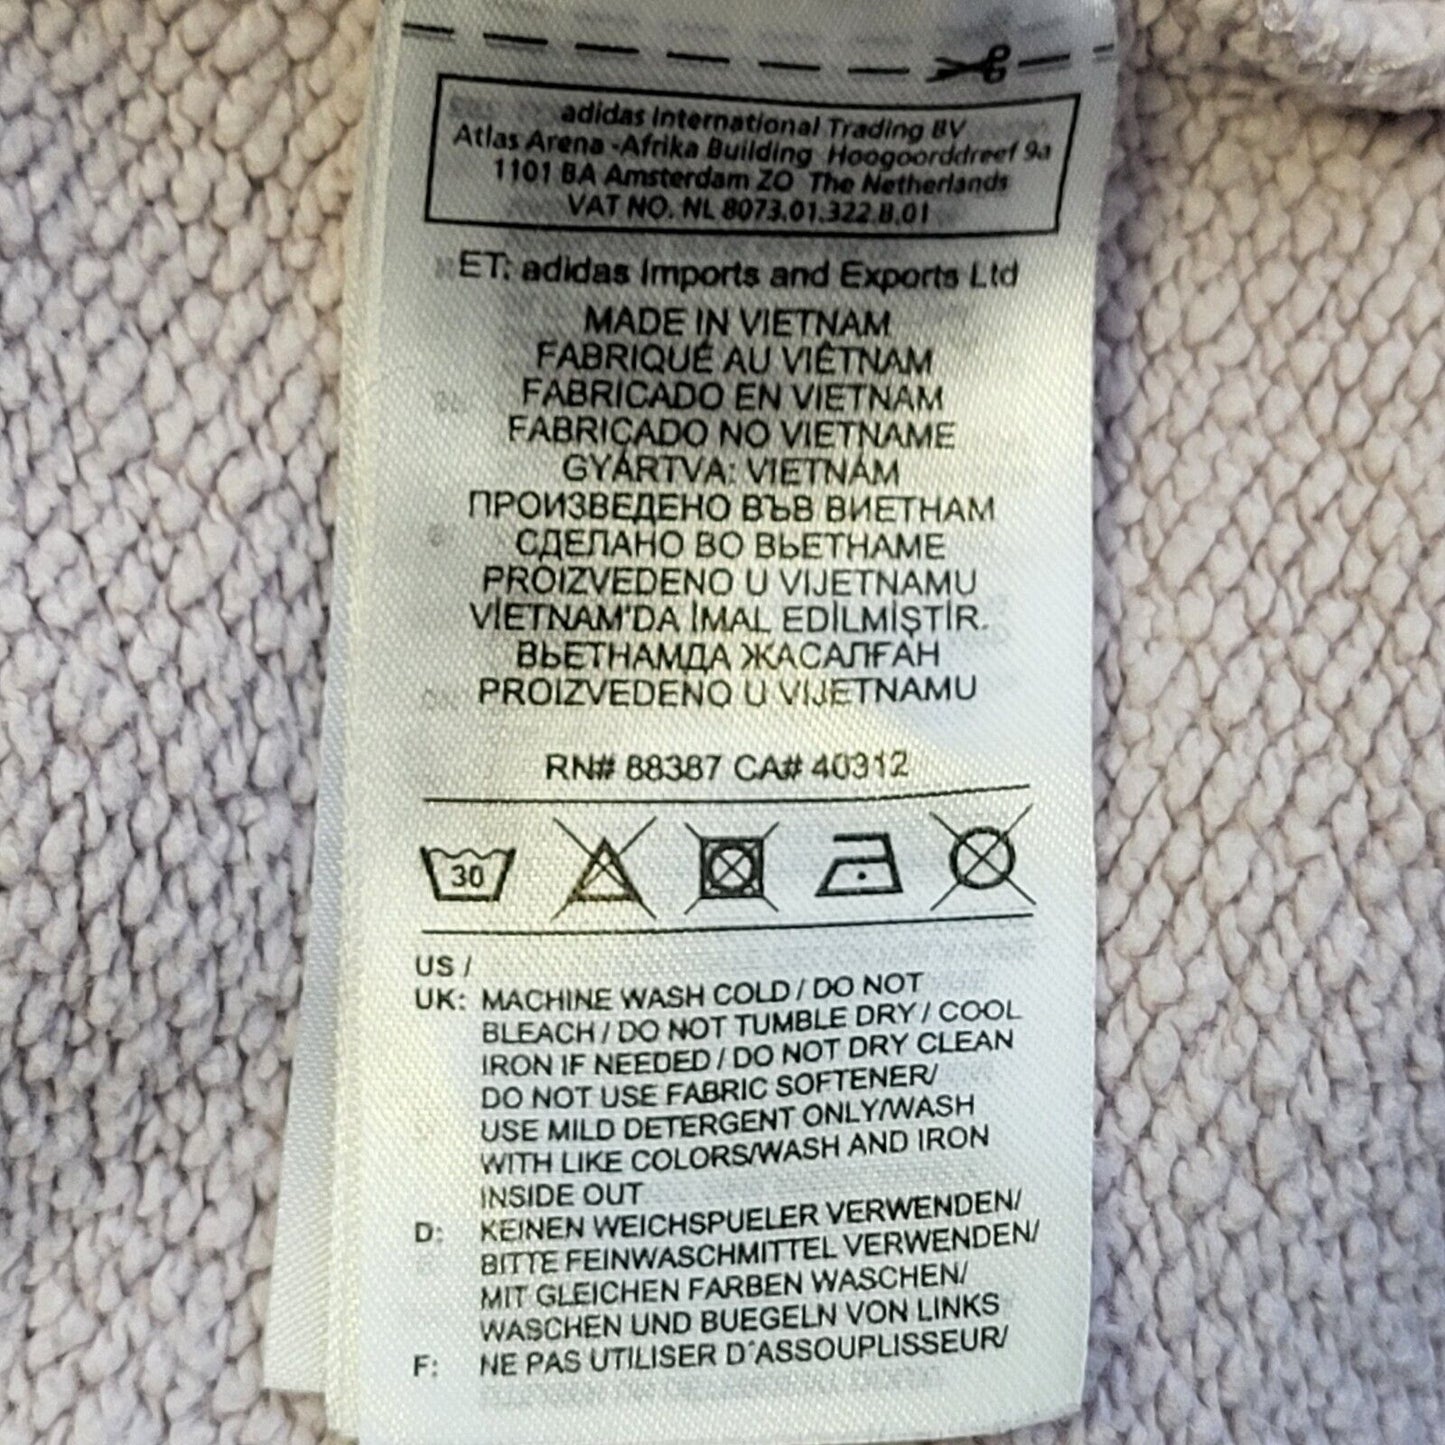 adidas International Trading BV
Atlas Arena -Afrika Building Hoogoorddreef 9a
1101 BA Amsterdam ZO The Netherlands
VAT NO. NL 8073.01.322.B.01
ET: adidas Imports and Exports Ltd
MADE IN VIETNAM
FABRIQUÉ AU VIÊTNAM
FABRICADO EN VIETNAM
FABRICADO NO VIETNAME
GYÁRTVA: VIETNÁM
ПРОИЗВЕДЕНО ВЪВ ВИЕТНАМ
СДЕЛАНО ВО ВЬЕТНАМЕ
PROIZVEDENO U VIJETNAMU
VİETNAM'DA İMAL EDİLMİŞTİR.
ВЬЕТНАМДА ЖАСАЛҒАН
PROIZVEDENO U VIJETNAMU
RN# 88387 CA# 40312
30
US /
UK: MACHINE WASH COLD / DO NOT
BLEACH / DO NOT TUMBLE DRY / COOL
IRON IF NEEDED / DO NOT DRY CLEAN
DO NOT USE FABRIC SOFTENER/
USE MILD DETERGENT ONLY/WASH
WITH LIKE COLORS/WASH AND IRON
INSIDE OUT
D: KEINEN WEICHSPUELER VERWENDEN/
BITTE FEINWASCHMITTEL VERWENDEN/
MIT GLEICHEN FARBEN WASCHEN/
WASCHEN UND BUEGELN VON LINKS
F: NE PAS UTILISER D'ASSOUPLISSEUR/